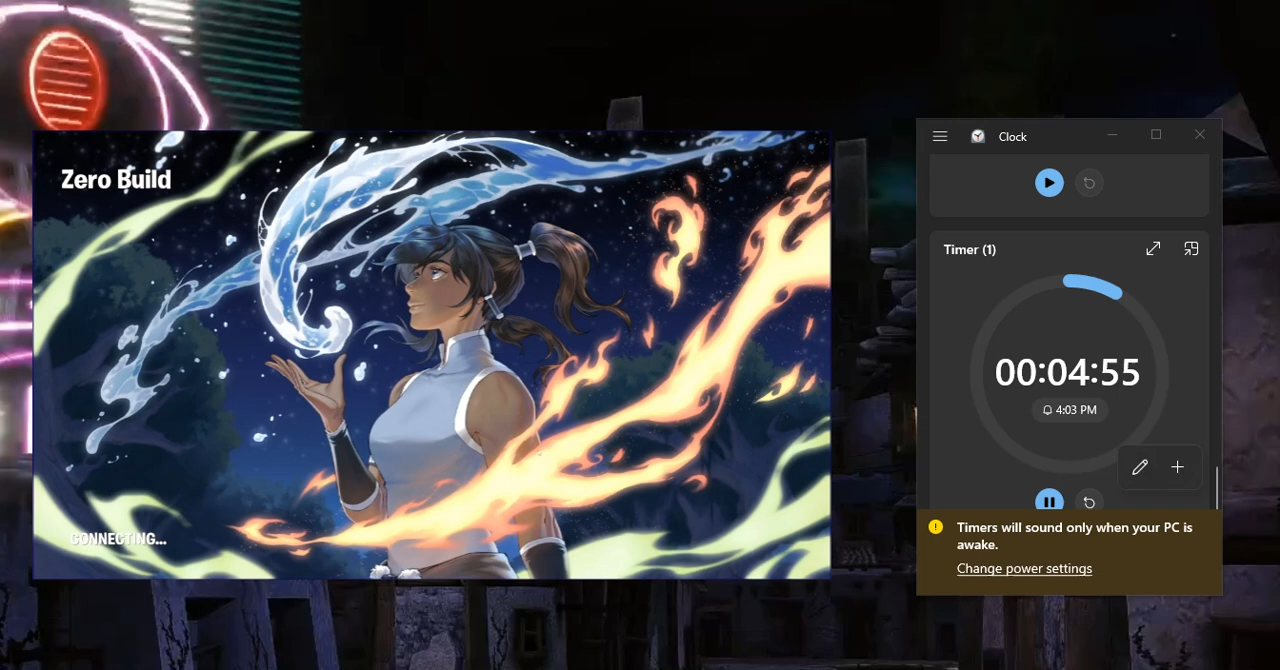 Zero Build
CONNECTING...
Clock
Timer (1)
00:04:55
4:03 PM
Timers will sound only when your PC is
awake.
Change power settings